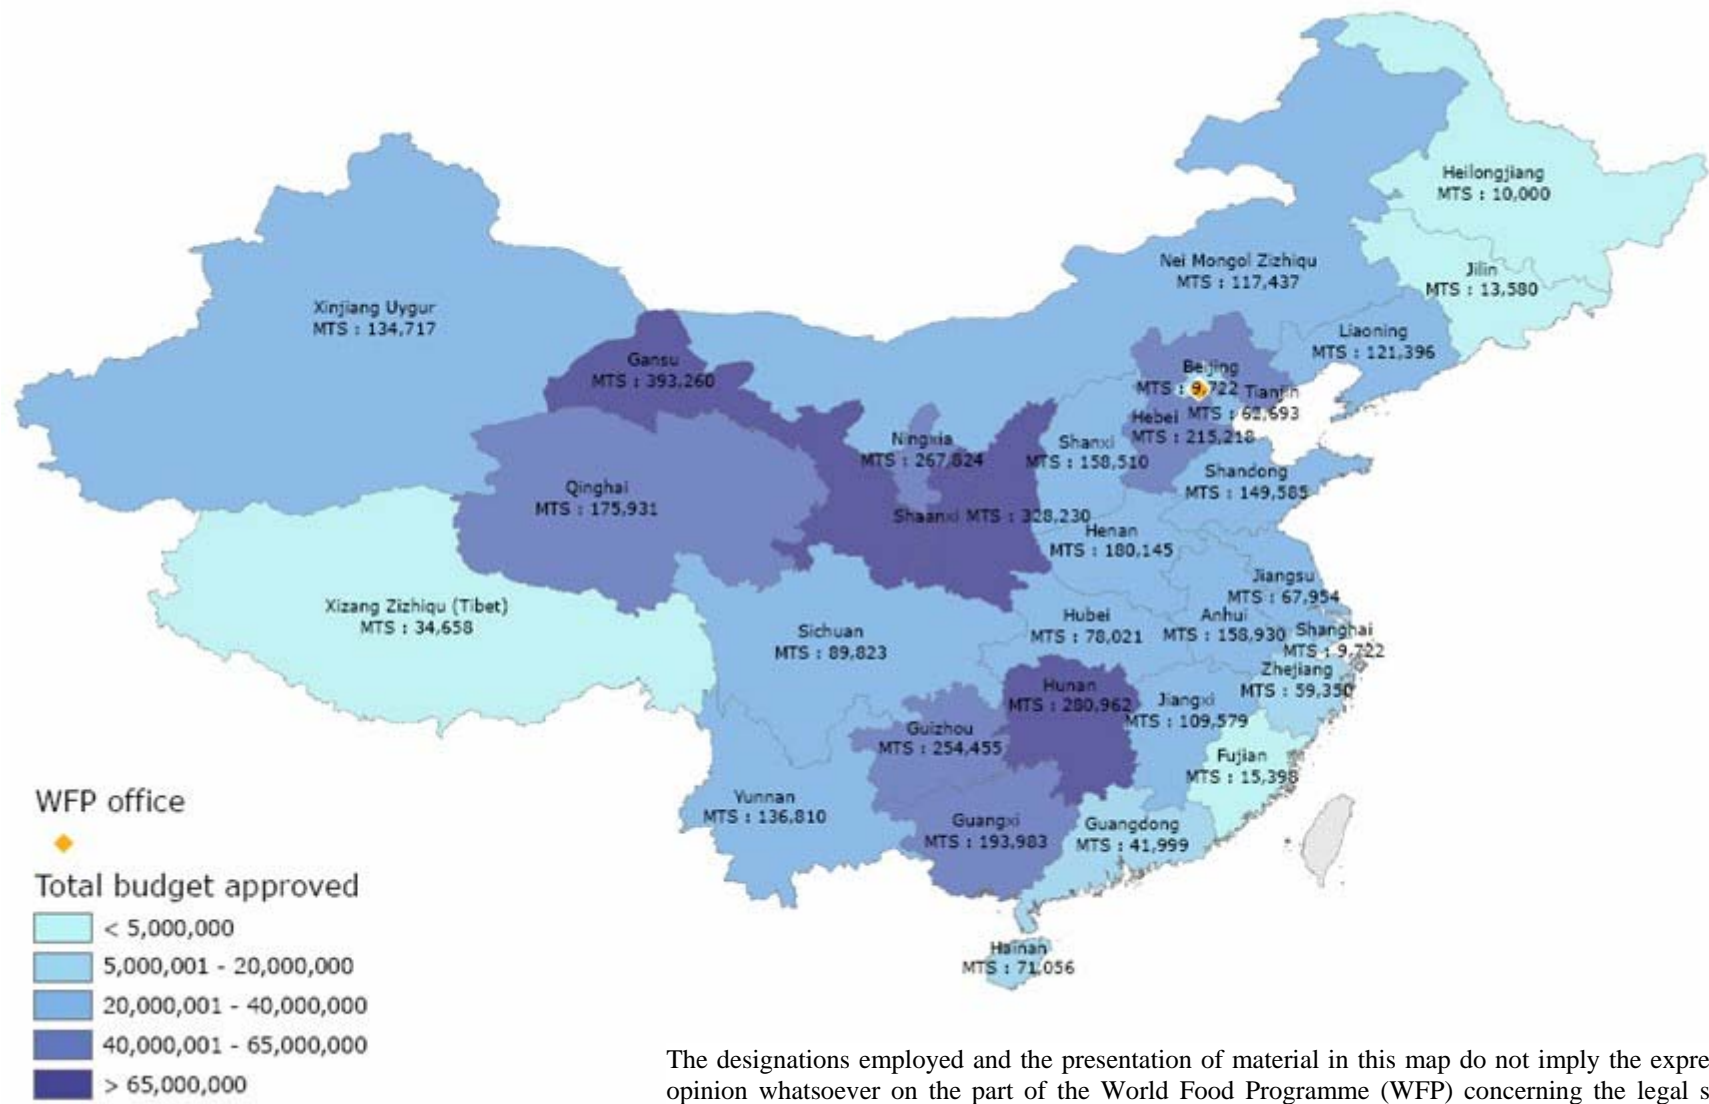 Heilongjiang
MTS : 10,000
Nei Mongol Zizhiqu
MTS : 117,437
Jilin
MTS : 13,580
Xinjiang Uygur
MTS : 134,717
Liaoning
MTS : 121,396
Gansu
MTS : 393,260
Beijing
MTS : 9,722
Tianjin
MTS : 62,693
Hebei
MTS : 215,218
Ningxia
MTS : 267,824
Shanxi
MTS : 158,510
Shandong
MTS : 149,585
Qinghai
MTS : 175,931
Shaanxi MTS : 328,230
Henan
MTS : 180,145
Jiangsu
MTS : 67,954
Xizang Zizhiqu (Tibet)
MTS : 34,658
Sichuan
MTS : 89,823
Hubei
MTS : 78,021
Anhui
MTS : 158,930
Shanghai
MTS : 9,722
Zhejiang
MTS : 59,350
Hunan
MTS : 280,962
Jiangxi
MTS : 109,579
Guizhou
MTS : 254,455
Fujian
MTS : 15,398
Yunnan
MTS : 136,810
Guangxi
MTS : 193,983
Guangdong
MTS : 41,999
Hainan
MTS : 71,056
WFP office
Total budget approved
< 5,000,000
5,000,001 - 20,000,000
20,000,001 - 40,000,000
40,000,001 - 65,000,000
> 65,000,000
The designations employed and the presentation of material in this map do not imply the expre
opinion whatsoever on the part of the World Food Programme (WFP) concerning the legal s